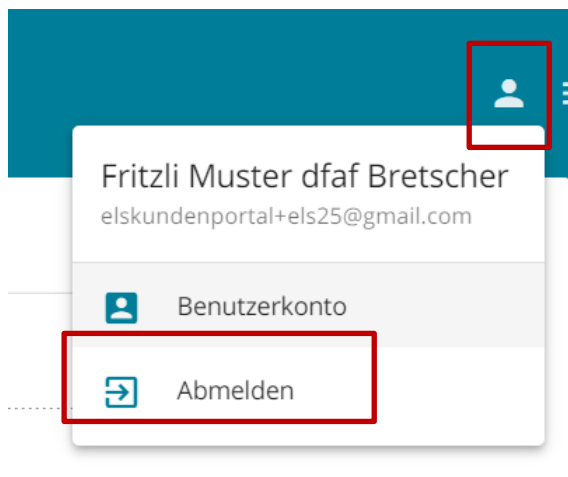 Fritzli Muster dfaf Bretscher
elskundenportal+els25@gmail.com
Benutzerkonto
Abmelden